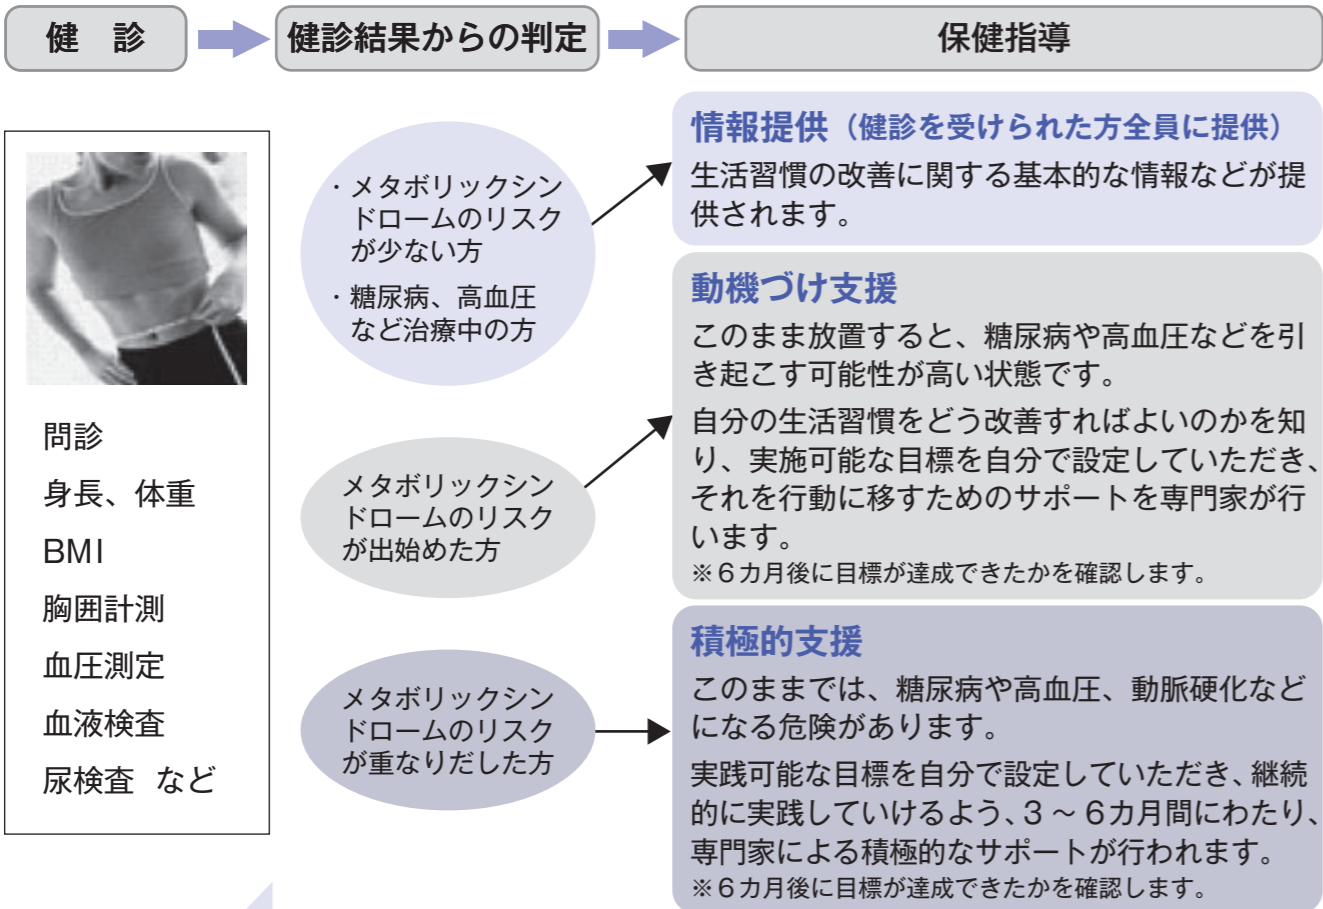 健 診
健診結果からの判定
保健指導
問診
身長、体重
BMI
胸囲計測
血圧測定
血液検査
尿検査 など
・メタボリックシン
ドロームのリスク
が少ない方
・糖尿病、高血圧
など治療中の方
メタボリックシン
ドロームのリスク
が出始めた方
メタボリックシン
ドロームのリスク
が重なりだした方
情報提供（健診を受けられた方全員に提供）
生活習慣の改善に関する基本的な情報などが提
供されます。
動機づけ支援
このまま放置すると、糖尿病や高血圧などを引
き起こす可能性が高い状態です。
自分の生活習慣をどう改善すればよいのかを知
り、実施可能な目標を自分で設定していただき、
それを行動に移すためのサポートを専門家が行
います。
※６カ月後に目標が達成できたかを確認します。
積極的支援
このままでは、糖尿病や高血圧、動脈硬化など
になる危険があります。
実践可能な目標を自分で設定していただき、継続
的に実践していけるよう、３～６カ月間にわたり、
専門家による積極的なサポートが行われます。
※６カ月後に目標が達成できたかを確認します。